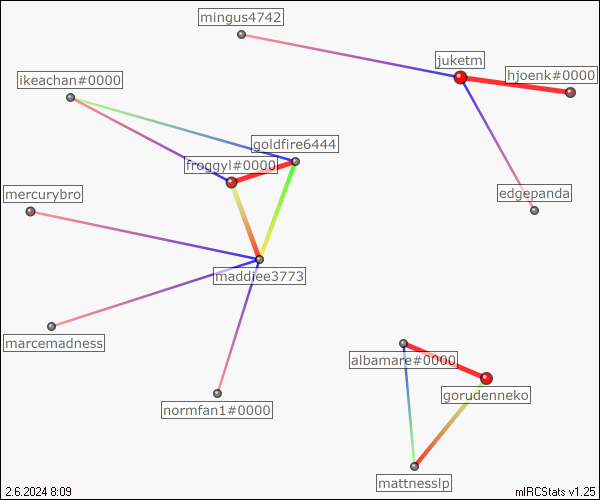 mingus4742
juketm
hjoenk#0000
ikeachan#0000
goldfire6444
froggyl#0000
mercurybro
edgepanda
maddiee3773
marcemadness
albamare#0000
gorudenneko
normfan1#0000
mattnesslp
2.6.2024 8:09
mIRCStats v1.25